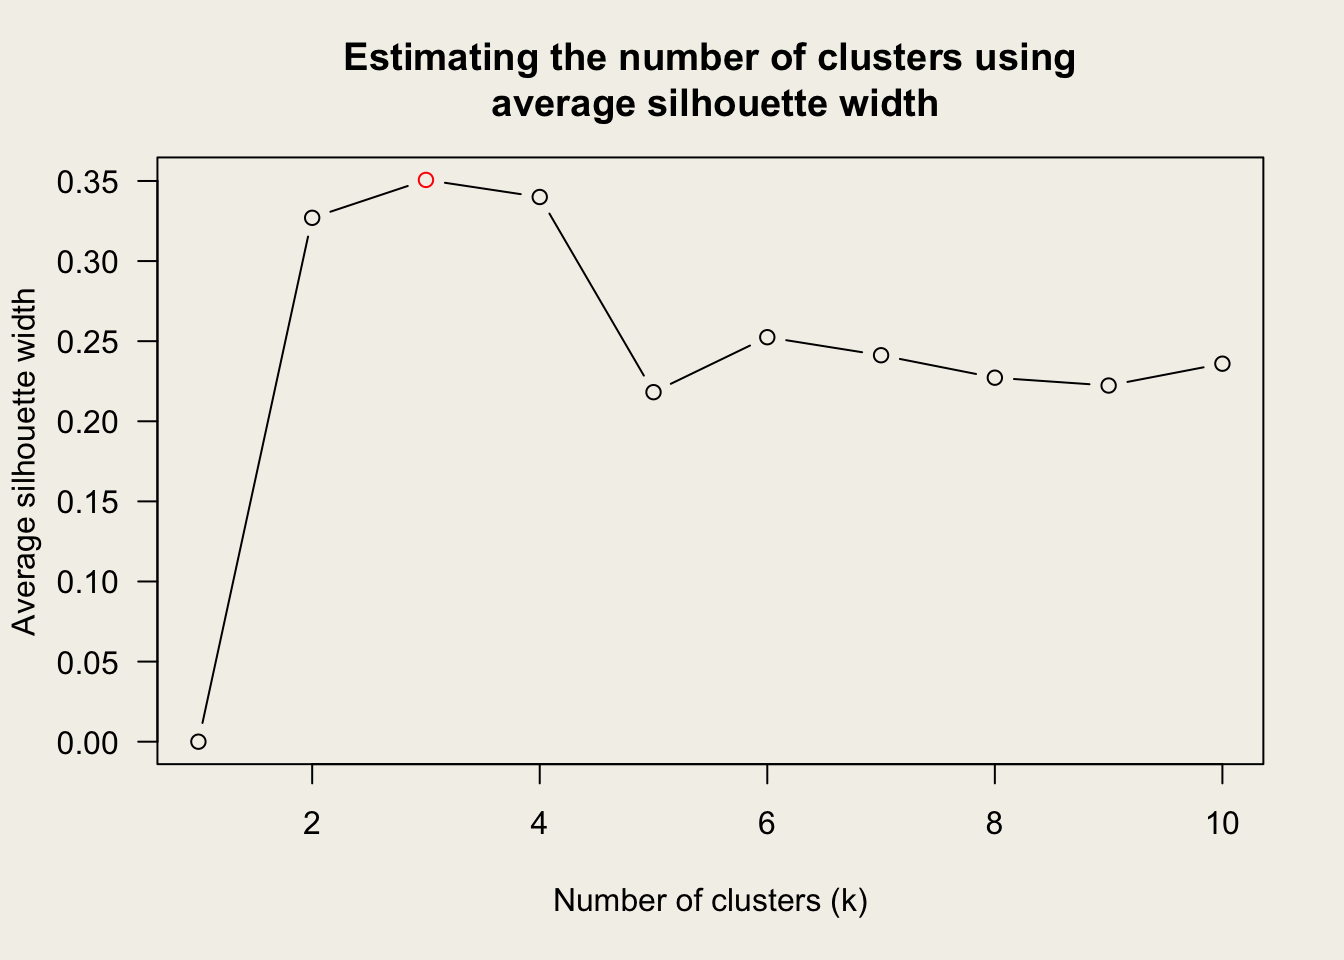 Estimating the number of clusters using
average silhouette width
Average silhouette width
0.35
0.30
0.25
0.20
0.15
0.10
0.05
0.00
2 4 6 8 10
Number of clusters (k)